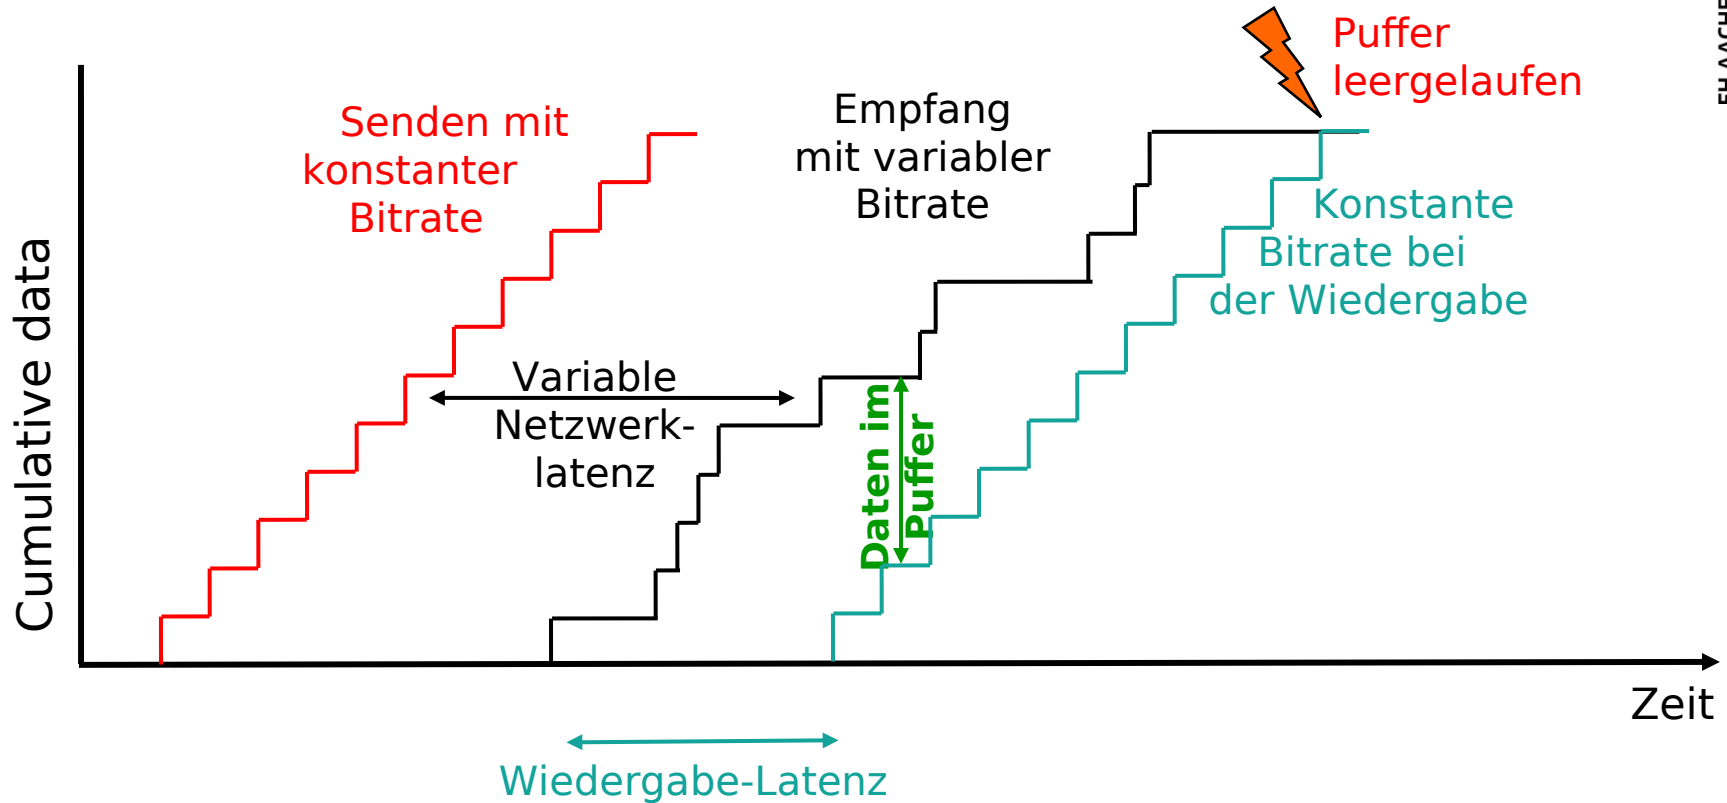 Puffer
leergelaufen
Senden mit
konstanter
Bitrate
Empfang
mit variabler
Bitrate
Konstante
Bitrate bei
der Wiedergabe
Variable
Netzwerk-
latenz
Daten im
Puffer
Cumulative data
Zeit
Wiedergabe-Latenz